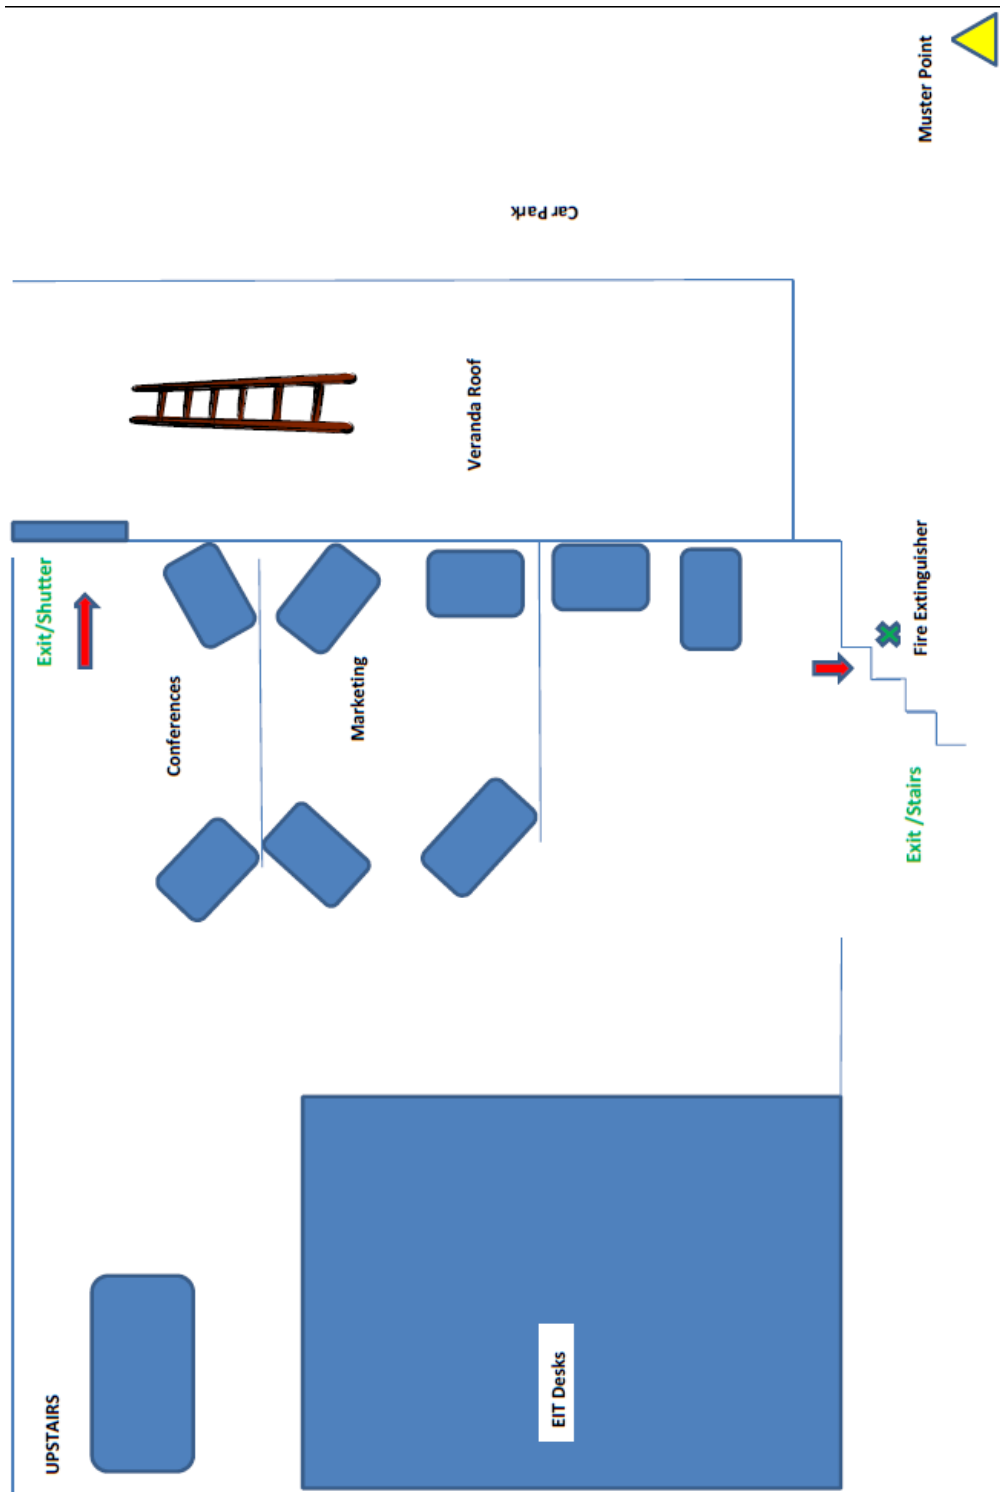 UPSTAIRS
Exit/Shutter
Conferences
Marketing
Veranda Roof
EIT Desks
Car Park
Exit /Stairs
Fire Extinguisher
Muster Point